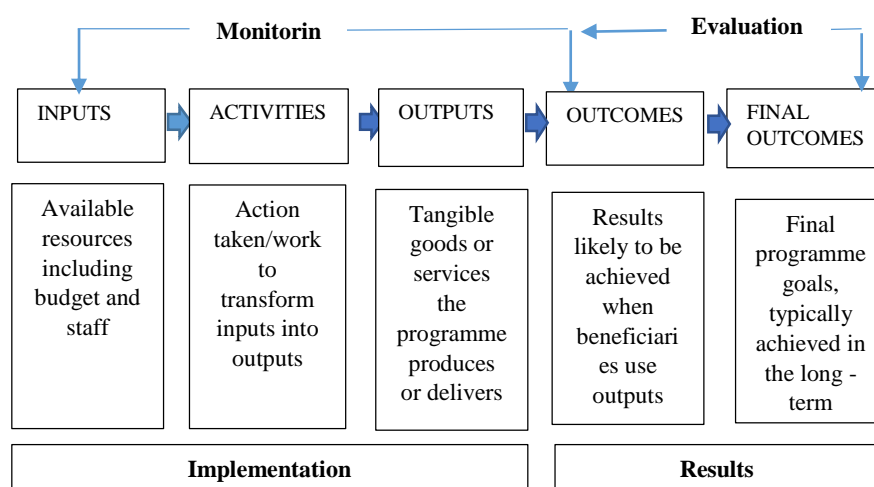 Monitorin
Evaluation
INPUTS
ACTIVITIES
OUTPUTS
OUTCOMES
FINAL
OUTCOMES
Available
resources
including
budget and
staff
Action
taken/work
to
transform
inputs into
outputs
Tangible
goods or
services
the
programme
produces
or delivers
Results
likely to be
achieved
when
beneficiari
es use
outputs
Final
programme
goals,
typically
achieved in
the long -
term
Implementation
Results